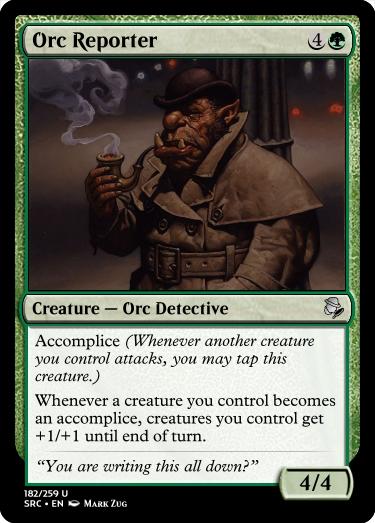 Orc Reporter 4
Creature — Orc Detective
Accomplice (Whenever another creature
you control attacks, you may tap this
creature.)
Whenever a creature you control becomes
an accomplice, creatures you control get
+1/+1 until end of turn.
“You are writing this all down?”
4/4
182/259 U
SRC • EN Mark Zug